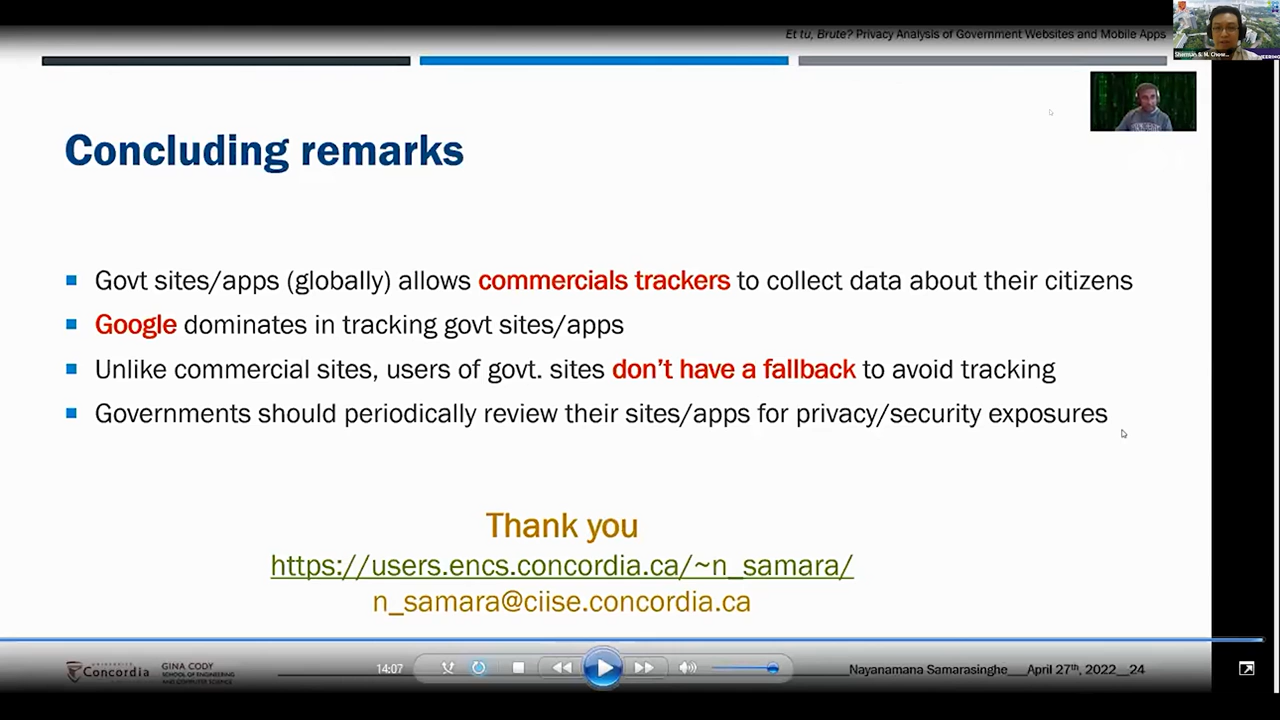 Et tu, Brute? Privacy Analysis of Government Websites and Mobile Apps
Concluding remarks
Govt sites/apps (globally) allows commercials trackers to collect data about their citizens
Google dominates in tracking govt sites/apps
Unlike commercial sites, users of govt. sites don't have a fallback to avoid tracking
Governments should periodically review their sites/apps for privacy/security exposures
Thank you
https://users.encs.concordia.ca/~n_samara/
n_samara@ciise.concordia.ca
Concordia
GINA CODY
SCHOOL OF ENGINEERING
AND COMPUTER SCIENCE
14:07
Nayanamana Samarasinghe__April 27th, 2022__24